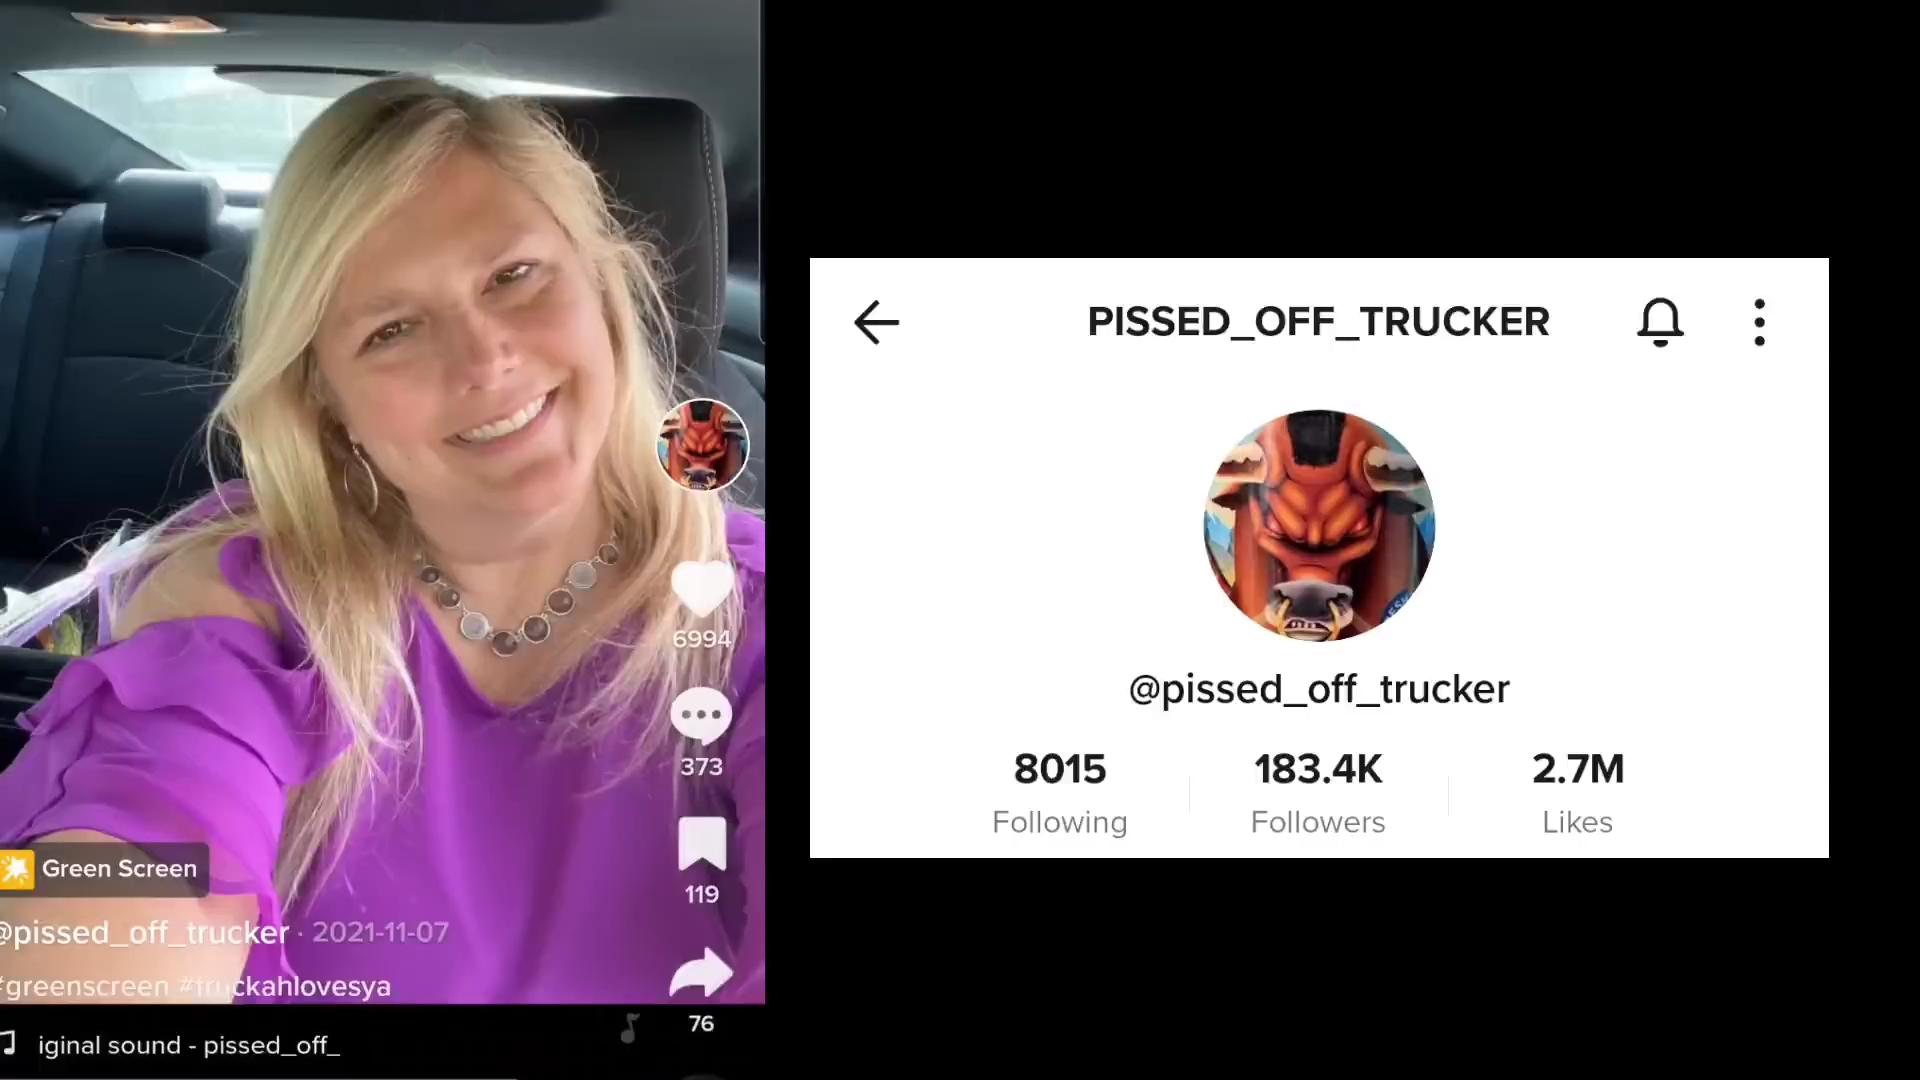 6994
373
119
Green Screen
@pissed_off_trucker · 2021-11-07
#greenscreen #truckahlovesya
76
iginal sound - pissed_off_
PISSED_OFF_TRUCKER
@pissed_off_trucker
8015
183.4K
2.7M
Following
Followers
Likes